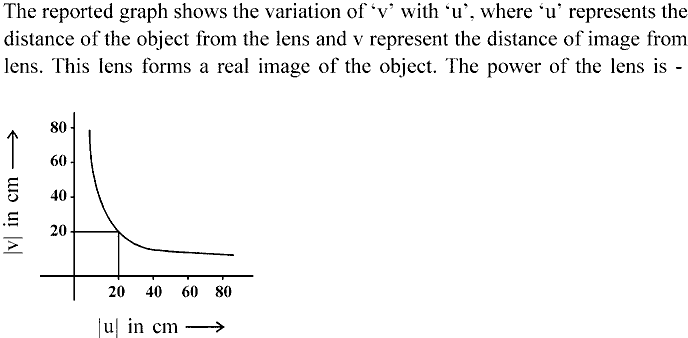 The reported graph shows the variation of 'v' with 'u', where 'u' represents the
distance of the object from the lens and v represent the distance of image from
lens. This lens forms a real image of the object. The power of the lens is -
80
60
40
20
|v| in cm ⟶
20 40 60 80
|u| in cm ⟶